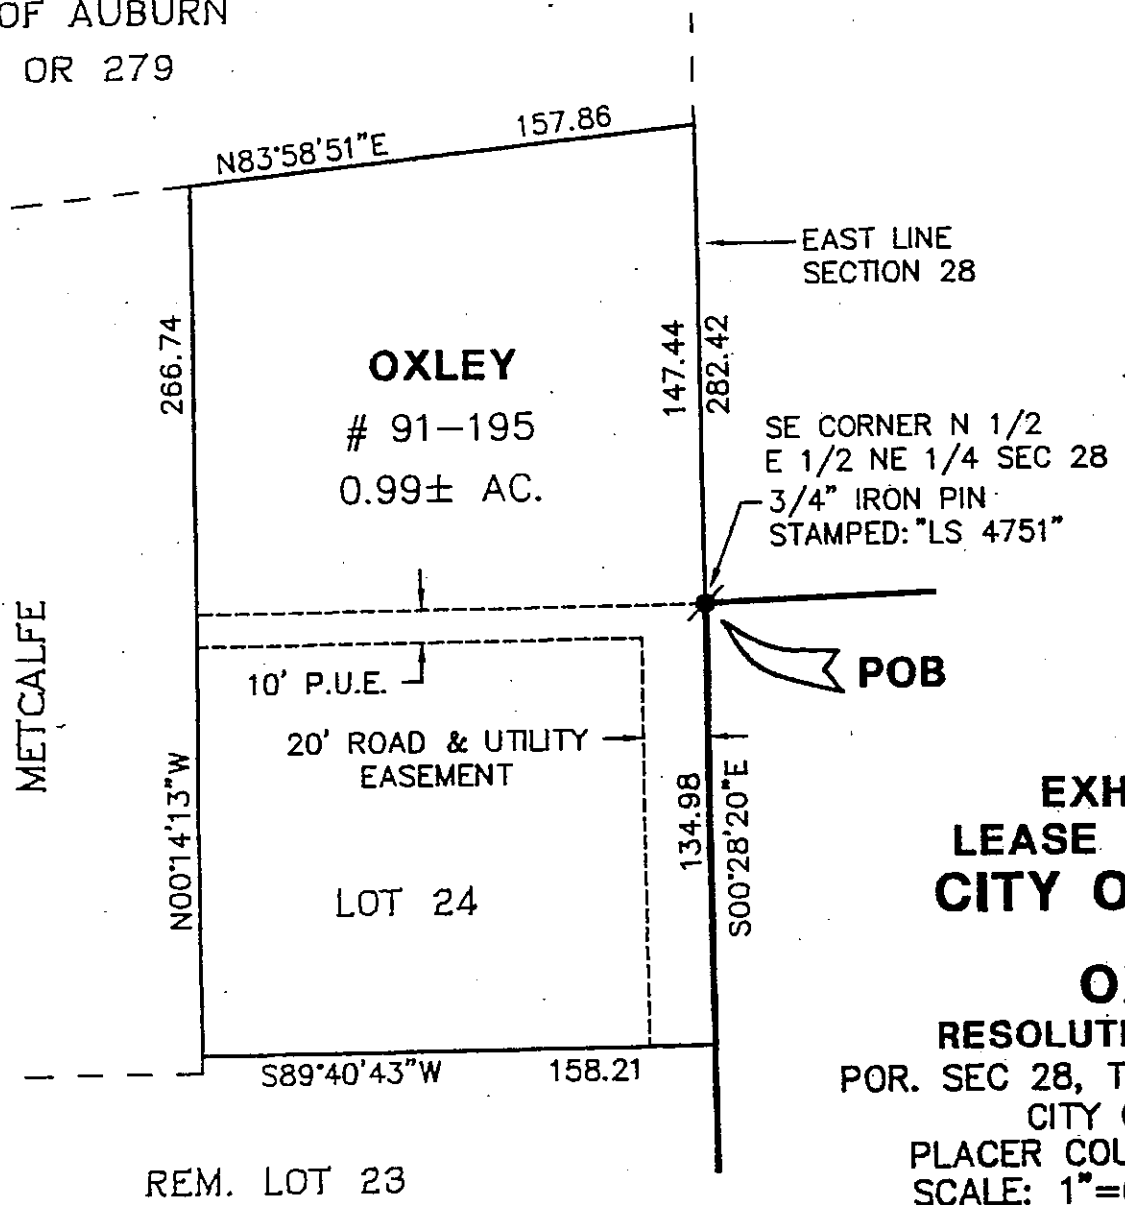 OF AUBURN
OR 279
N83°58'51"E 157.86
EAST LINE
SECTION 28
266.74
147.44
282.42
OXLEY
# 91-195
0.99± AC.
SE CORNER N 1/2
E 1/2 NE 1/4 SEC 28
3/4" IRON PIN
STAMPED:"LS 4751"
METCALFE
10' P.U.E.
POB
20' ROAD & UTILITY
EASEMENT
N00°14'13"W
134.98
S00°28'20"E
LOT 24
S89°40'43"W 158.21
REM. LOT 23
EXH
LEASE
CITY O
RESOLUT
POR. SEC 28, T
CITY
PLACER COU
SCALE: 1"=